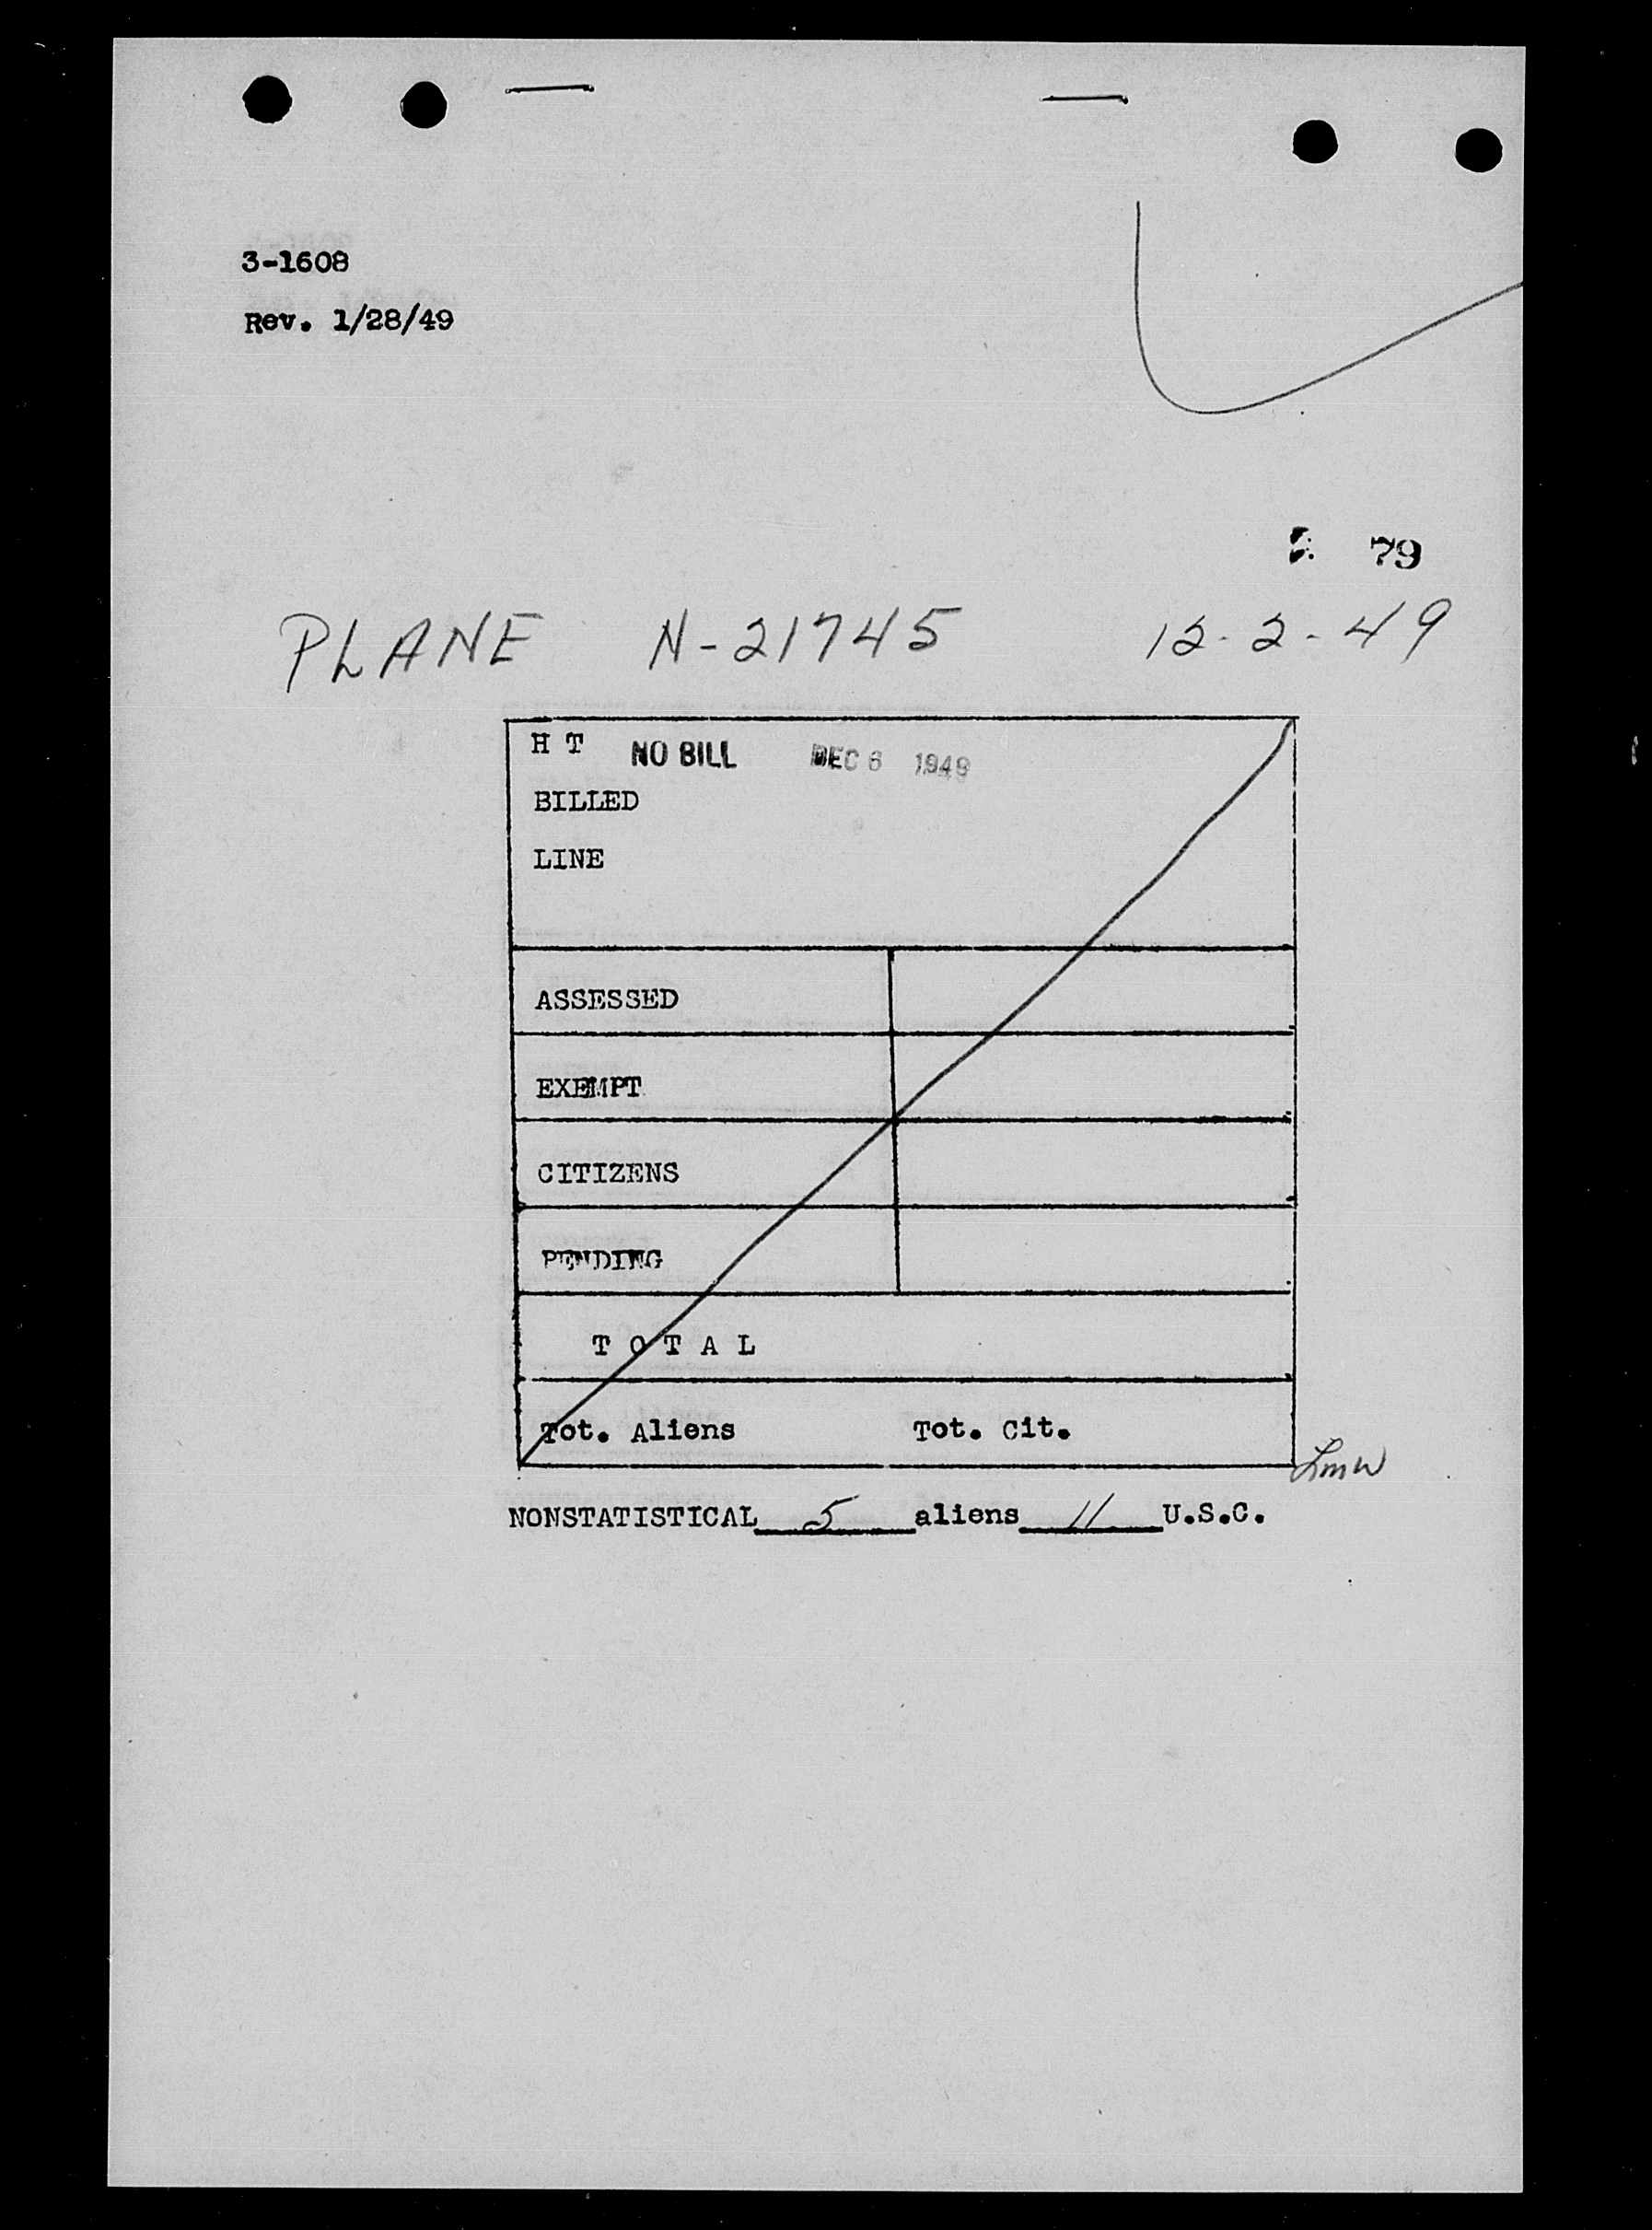 3-1608
Rev. 1/28/49
79
PLANE N-21745 12-2-49
H T NO BILL DEC 6 1949
BILLED
LINE
ASSESSED
EXEMPT
CITIZENS
PENDING
T O T A L
Tot. Aliens Tot. Cit.
NONSTATISTICAL 5 aliens 11 U.S.C.